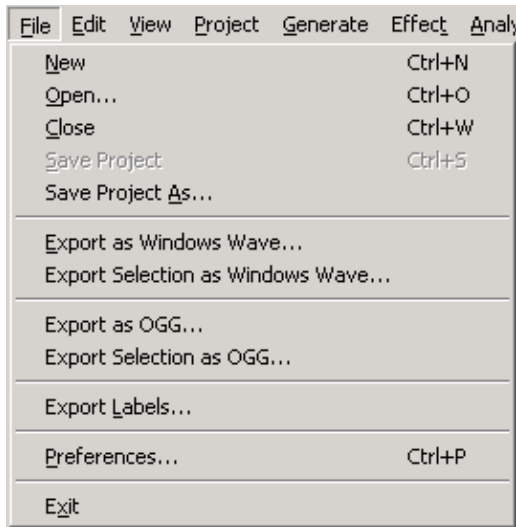 File Edit View Project Generate Effect Analy
New Ctrl+N
Open... Ctrl+O
Close Ctrl+W
Save Project Ctrl+S
Save Project As...
Export as Windows Wave...
Export Selection as Windows Wave...
Export as OGG...
Export Selection as OGG...
Export Labels...
Preferences... Ctrl+P
Exit